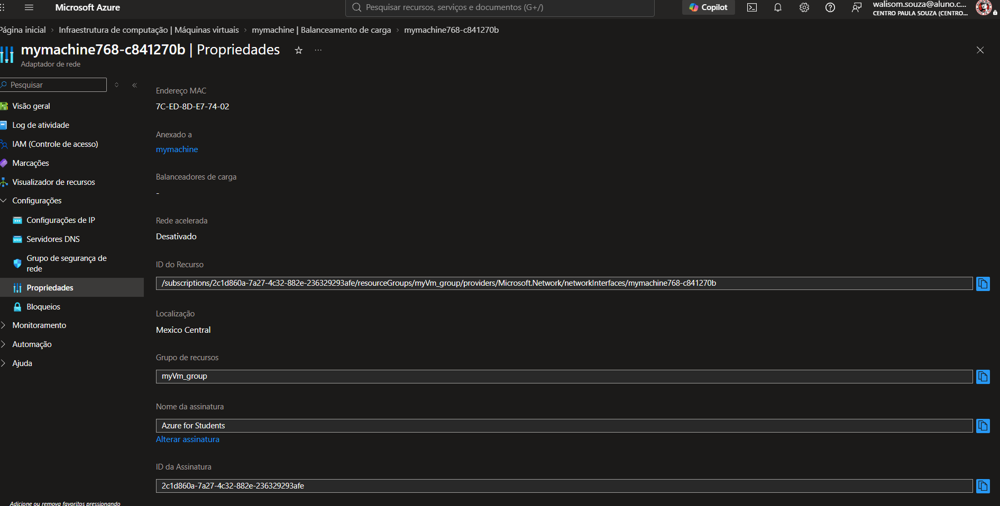 Microsoft Azure
Pesquisar recursos, serviços e documentos (G+/)
Copilot
walisom.souza@aluno.c...
CENTRO PAULA SOUZA (CENTRO...
Página inicial > Infraestrutura de computação | Máquinas virtuais > mymachine | Balanceamento de carga > mymachine768-c841270b
mymachine768-c841270b | Propriedades
Adaptador de rede
Pesquisar
Visão geral
Log de atividade
IAM (Controle de acesso)
Marcações
Visualizador de recursos
Configurações
Configurações de IP
Servidores DNS
Grupo de segurança de
rede
Propriedades
Bloqueios
Monitoramento
Automação
Ajuda
Adicione ou remova favoritos pressionando
Endereço MAC
7C-ED-8D-E7-74-02
Anexado a
mymachine
Balanceadores de carga
-
Rede acelerada
Desativado
ID do Recurso
/subscriptions/2c1d860a-7a27-4c32-882e-236329293afe/resourceGroups/myVm_group/providers/Microsoft.Network/networkInterfaces/mymachine768-c841270b
Localização
Mexico Central
Grupo de recursos
myVm_group
Nome da assinatura
Azure for Students
Alterar assinatura
ID da Assinatura
2c1d860a-7a27-4c32-882e-236329293afe